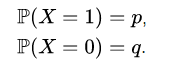 ℙ(X = 1) = p,
ℙ(X = 0) = q.